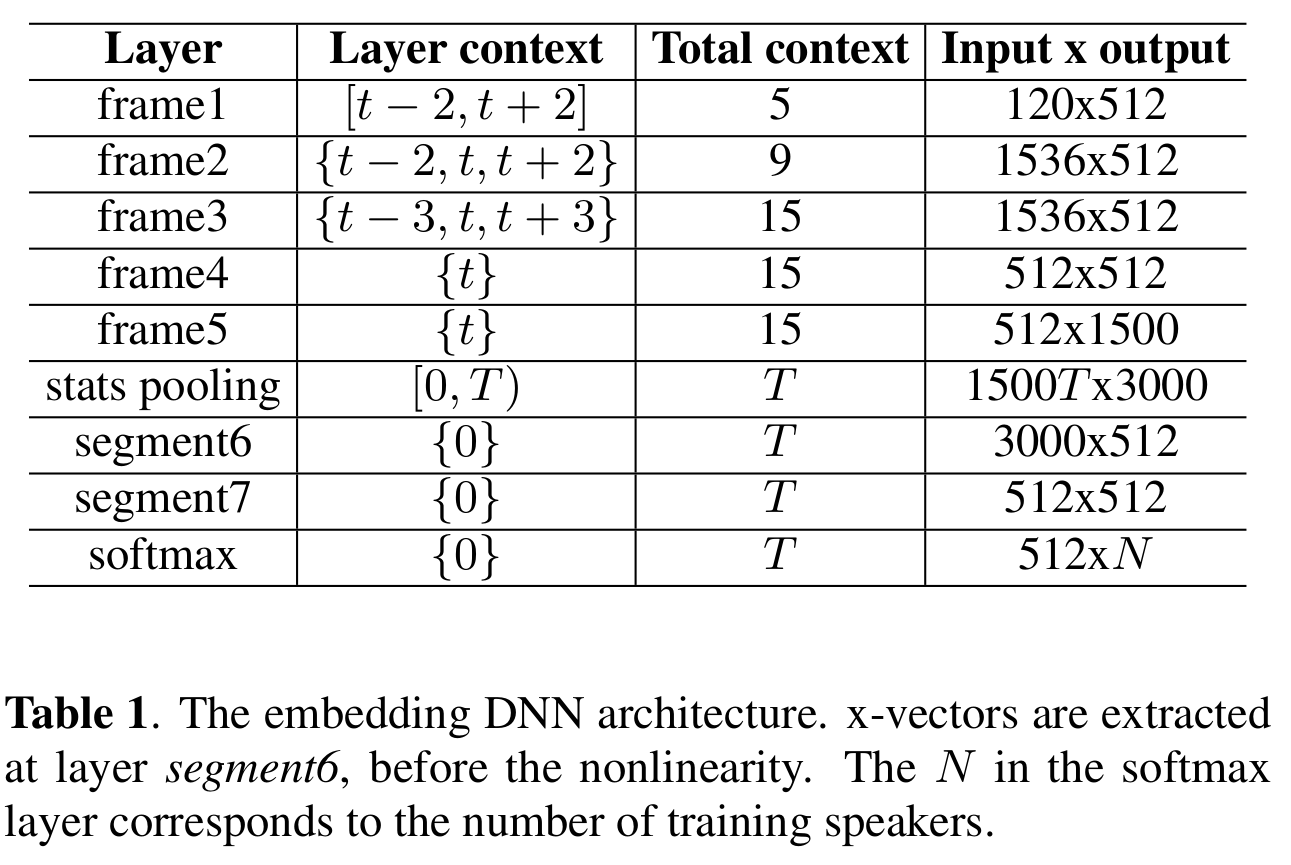 Layer Layer context Total context Input x output
frame1 [t − 2, t + 2] 5 120x512
frame2 {t − 2, t, t + 2} 9 1536x512
frame3 {t − 3, t, t + 3} 15 1536x512
frame4 {t} 15 512x512
frame5 {t} 15 512x1500
stats pooling [0, T) T 1500Tx3000
segment6 {0} T 3000x512
segment7 {0} T 512x512
softmax {0} T 512xN
Table 1. The embedding DNN architecture. x-vectors are extracted
at layer segment6, before the nonlinearity. The N in the softmax
layer corresponds to the number of training speakers.